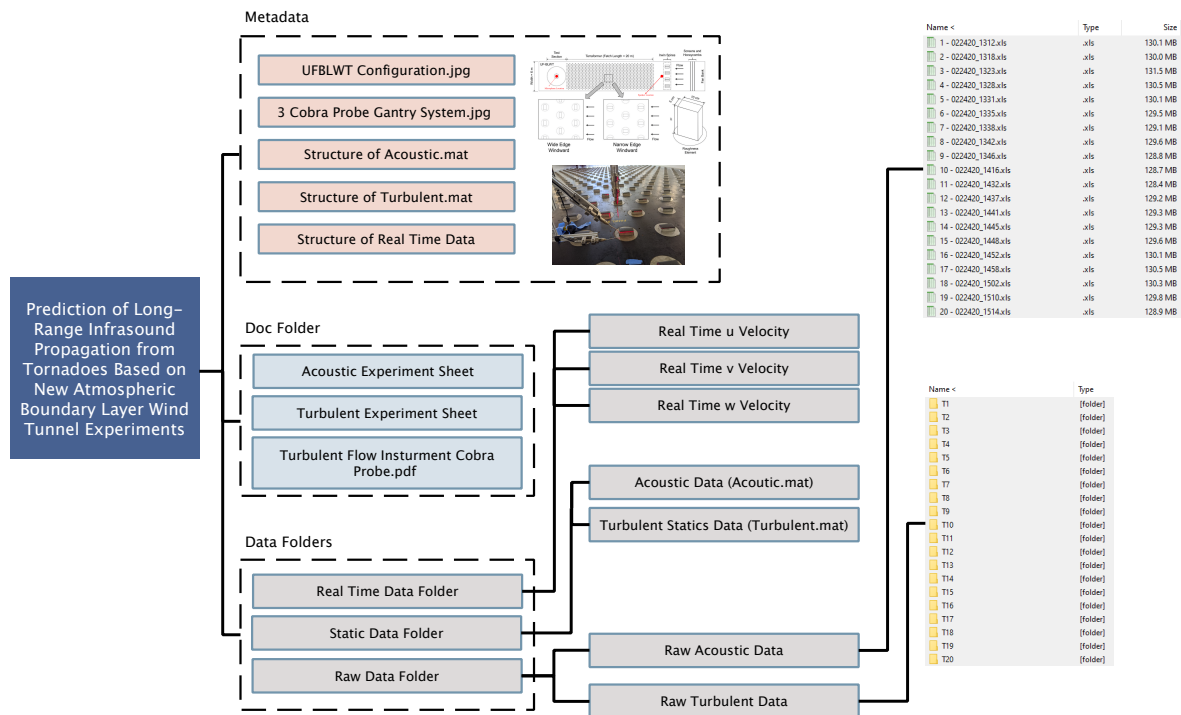 Metadata
UFBLWT Configuration.jpg
3 Cobra Probe Gantry System.jpg
Structure of Acoustic.mat
Structure of Turbulent.mat
Structure of Real Time Data
Wide Edge
Windward
Narrow Edge
Windward
Roughness
Element
Flow
Flow
Flow
Prediction of Long-
Range Infrasound
Propagation from
Tornadoes Based on
New Atmospheric
Boundary Layer Wind
Tunnel Experiments
Doc Folder
Acoustic Experiment Sheet
Turbulent Experiment Sheet
Turbulent Flow Insturment Cobra
Probe.pdf
Data Folders
Real Time Data Folder
Static Data Folder
Raw Data Folder
Real Time u Velocity
Real Time v Velocity
Real Time w Velocity
Acoustic Data (Acoutic.mat)
Turbulent Statics Data (Turbulent.mat)
Raw Acoustic Data
Raw Turbulent Data
Name < Type Size
1 - 022420_1312.xls .xls 130.1 MB
2 - 022420_1318.xls .xls 130.0 MB
3 - 022420_1323.xls .xls 131.5 MB
4 - 022420_1328.xls .xls 130.5 MB
5 - 022420_1331.xls .xls 130.1 MB
6 - 022420_1335.xls .xls 129.5 MB
7 - 022420_1338.xls .xls 129.1 MB
8 - 022420_1342.xls .xls 129.6 MB
9 - 022420_1346.xls .xls 128.8 MB
10 - 022420_1416.xls .xls 128.7 MB
11 - 022420_1432.xls .xls 128.4 MB
12 - 022420_1437.xls .xls 129.2 MB
13 - 022420_1441.xls .xls 129.3 MB
14 - 022420_1445.xls .xls 129.3 MB
15 - 022420_1448.xls .xls 129.6 MB
16 - 022420_1452.xls .xls 130.1 MB
17 - 022420_1458.xls .xls 130.5 MB
18 - 022420_1502.xls .xls 130.3 MB
19 - 022420_1510.xls .xls 129.8 MB
20 - 022420_1514.xls .xls 128.9 MB
Name < Type
T1 [folder]
T2 [folder]
T3 [folder]
T4 [folder]
T5 [folder]
T6 [folder]
T7 [folder]
T8 [folder]
T9 [folder]
T10 [folder]
T11 [folder]
T12 [folder]
T13 [folder]
T14 [folder]
T15 [folder]
T16 [folder]
T17 [folder]
T18 [folder]
T19 [folder]
T20 [folder]